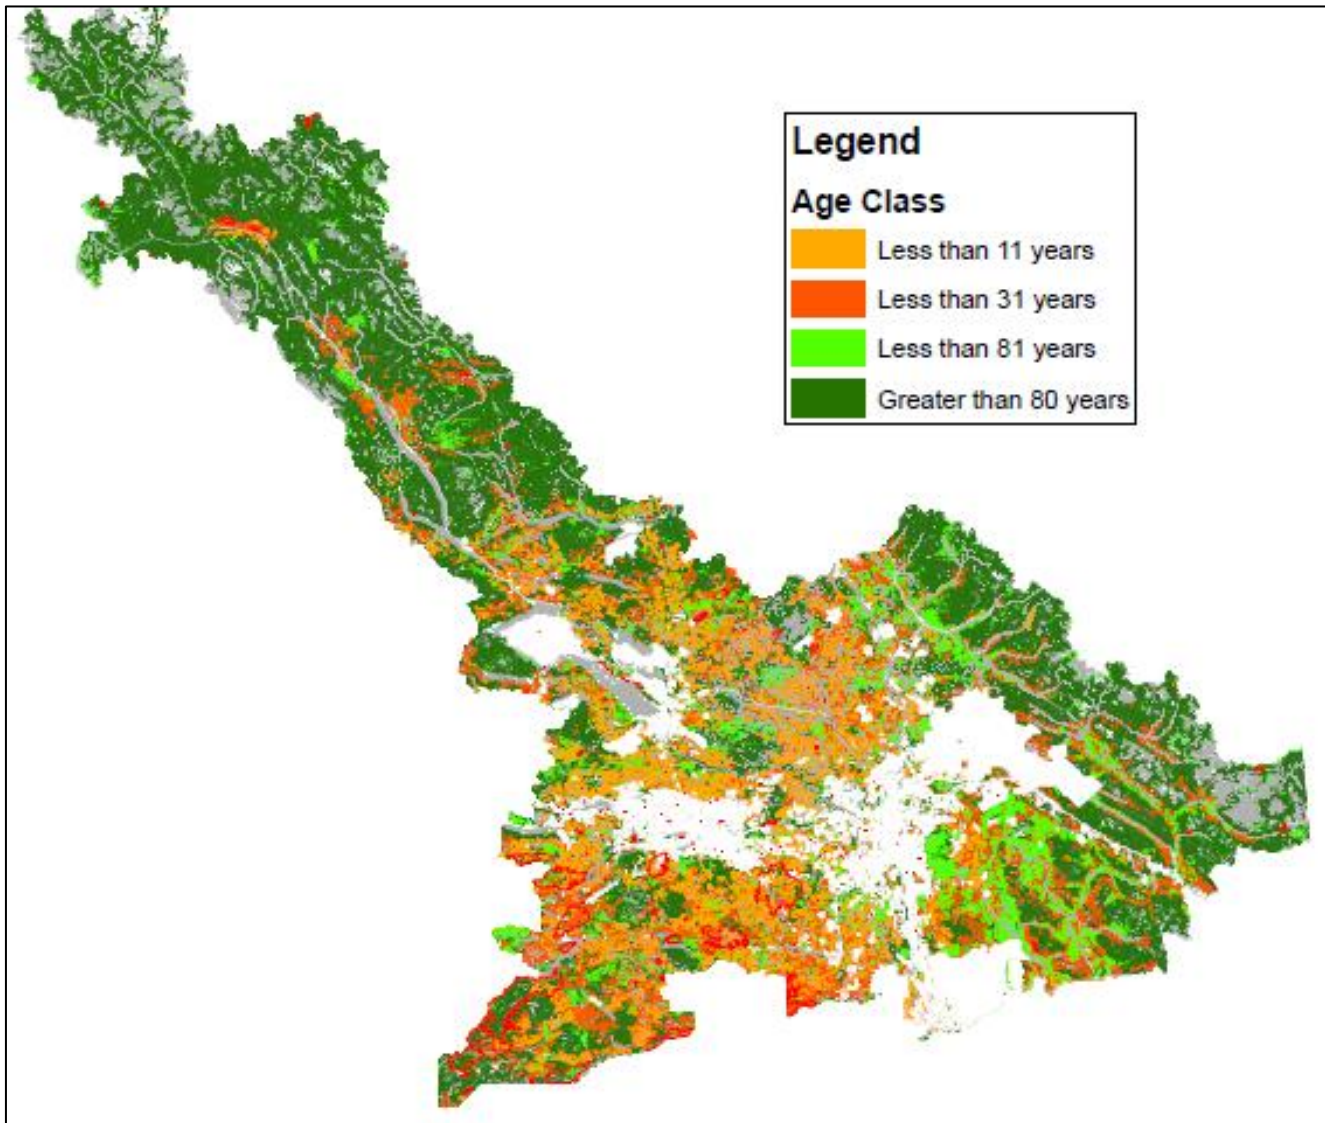 Legend
Age Class
Less than 11 years
Less than 31 years
Less than 81 years
Greater than 80 years